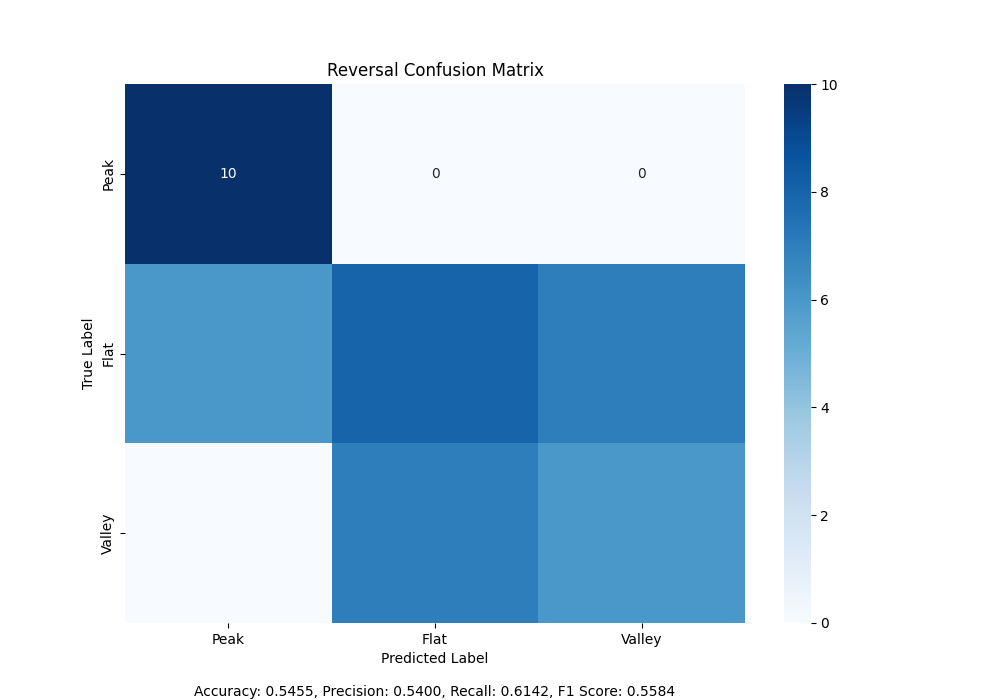 Reversal Confusion Matrix
10
10 0 0
Peak
8
True Label
Flat
6
4
Valley
2
0
Peak Flat Valley
Predicted Label
Accuracy: 0.5455, Precision: 0.5400, Recall: 0.6142, F1 Score: 0.5584